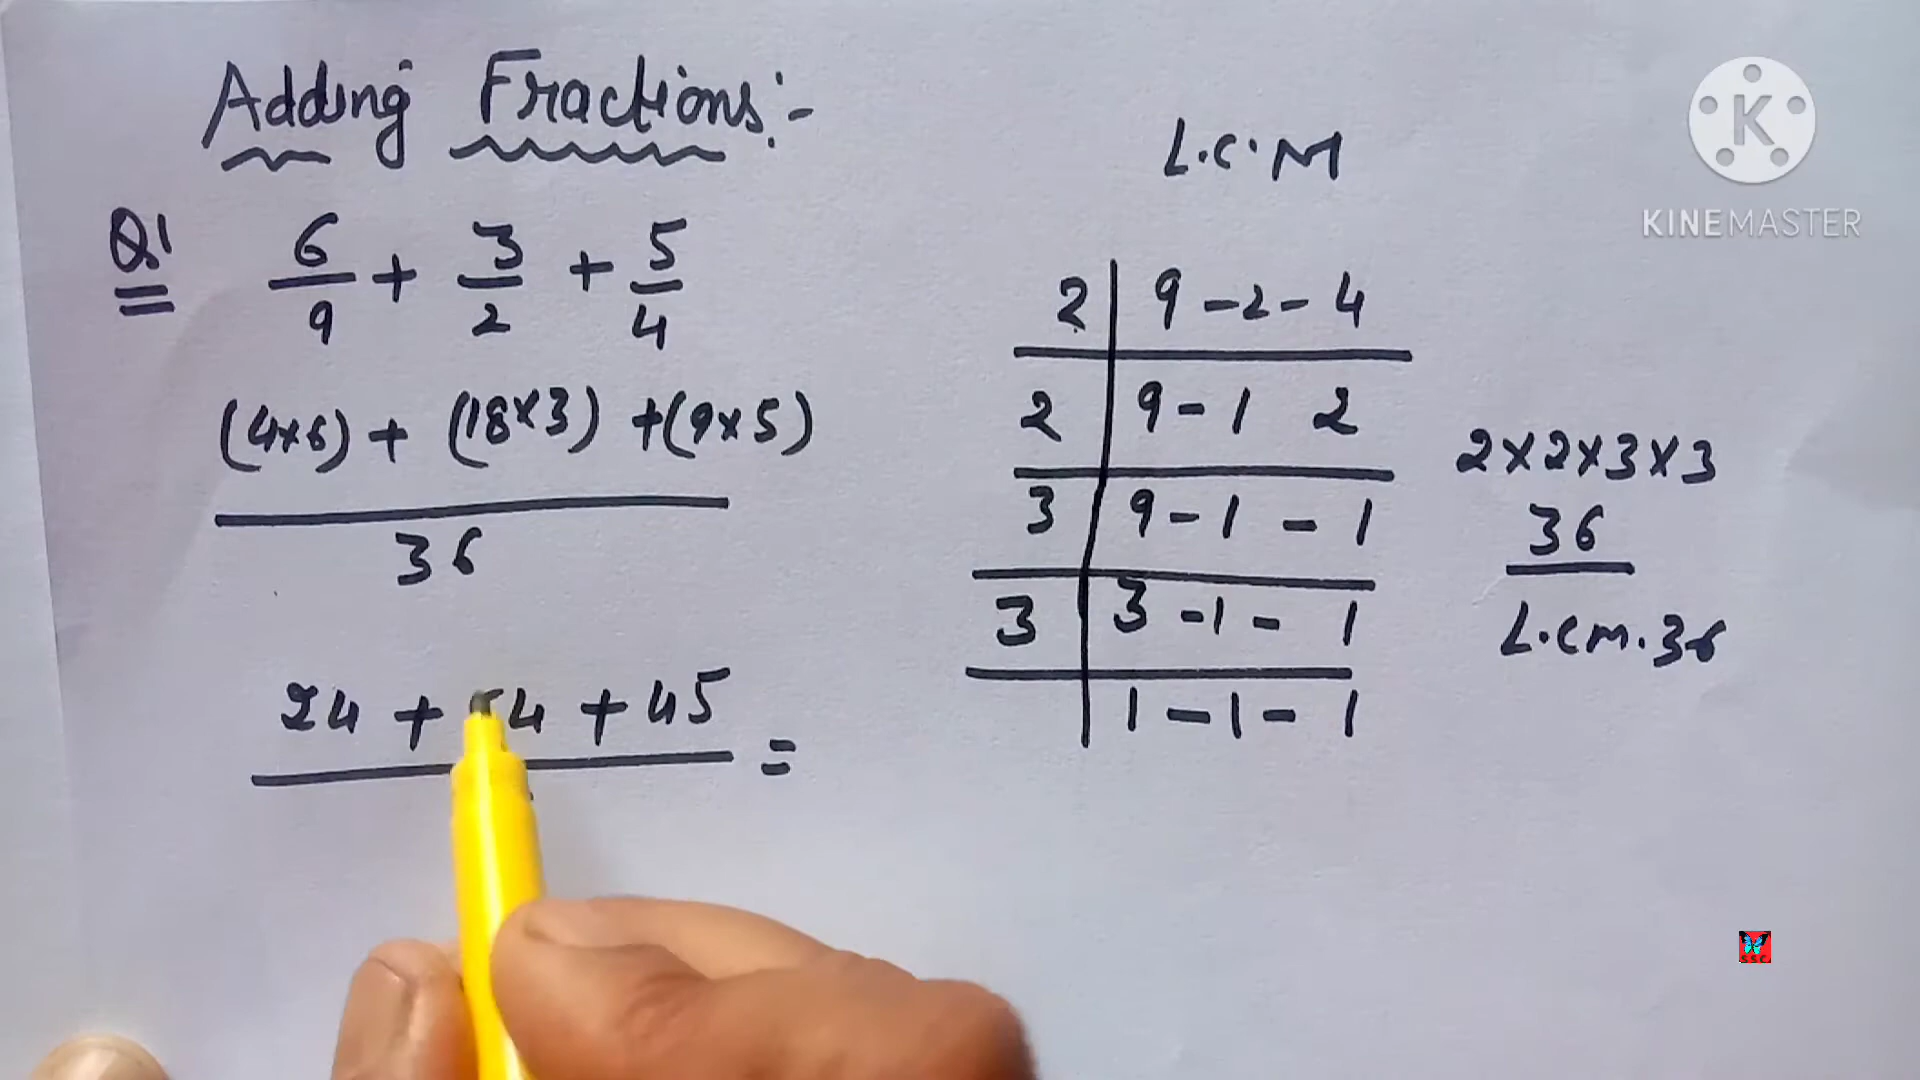 Adding Fractions:-
Q1 6/9 + 3/2 + 5/4
(4×6) + (18×3) + (9×5)
36
24 + 54 + 45 =
L.C.M
2 | 9 - 2 - 4
2 | 9 - 1 2
3 | 9 - 1 - 1
3 | 3 - 1 - 1
1 - 1 - 1
2×2×3×3
36
L.C.M. 36
KINEMASTER
SSC